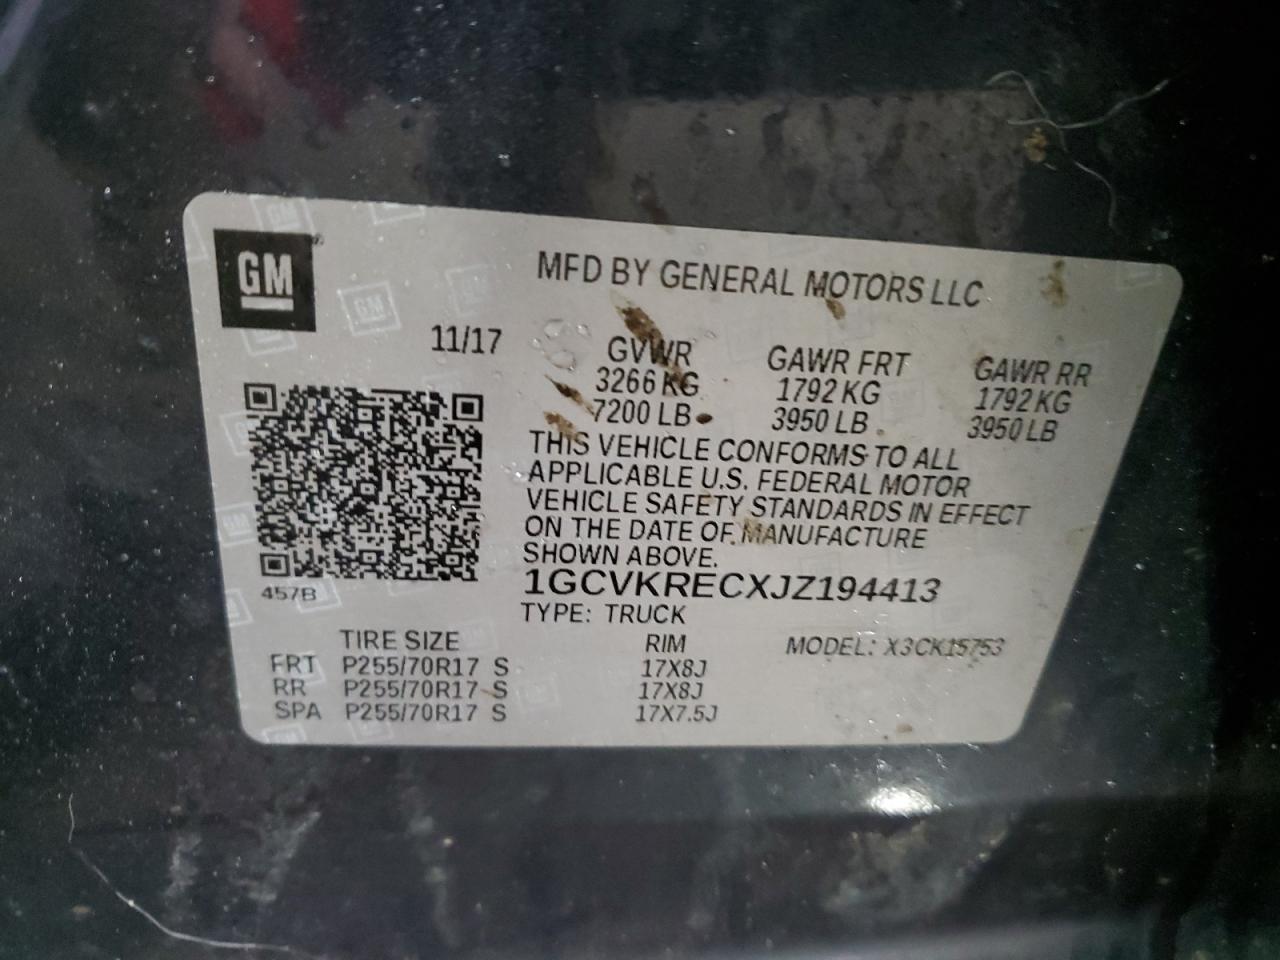 GM
MFD BY GENERAL MOTORS LLC
11/17
GVWR GAWR FRT GAWR RR
3266 KG 1792 KG 1792 KG
7200 LB 3950 LB 3950 LB
THIS VEHICLE CONFORMS TO ALL
APPLICABLE U.S. FEDERAL MOTOR
VEHICLE SAFETY STANDARDS IN EFFECT
ON THE DATE OF MANUFACTURE
SHOWN ABOVE.
457B
1GCVKRECXJZ194413
TYPE: TRUCK
TIRE SIZE RIM MODEL: X3CK15753
FRT P255/70R17 S 17X8J
RR P255/70R17 S 17X8J
SPA P255/70R17 S 17X7.5J